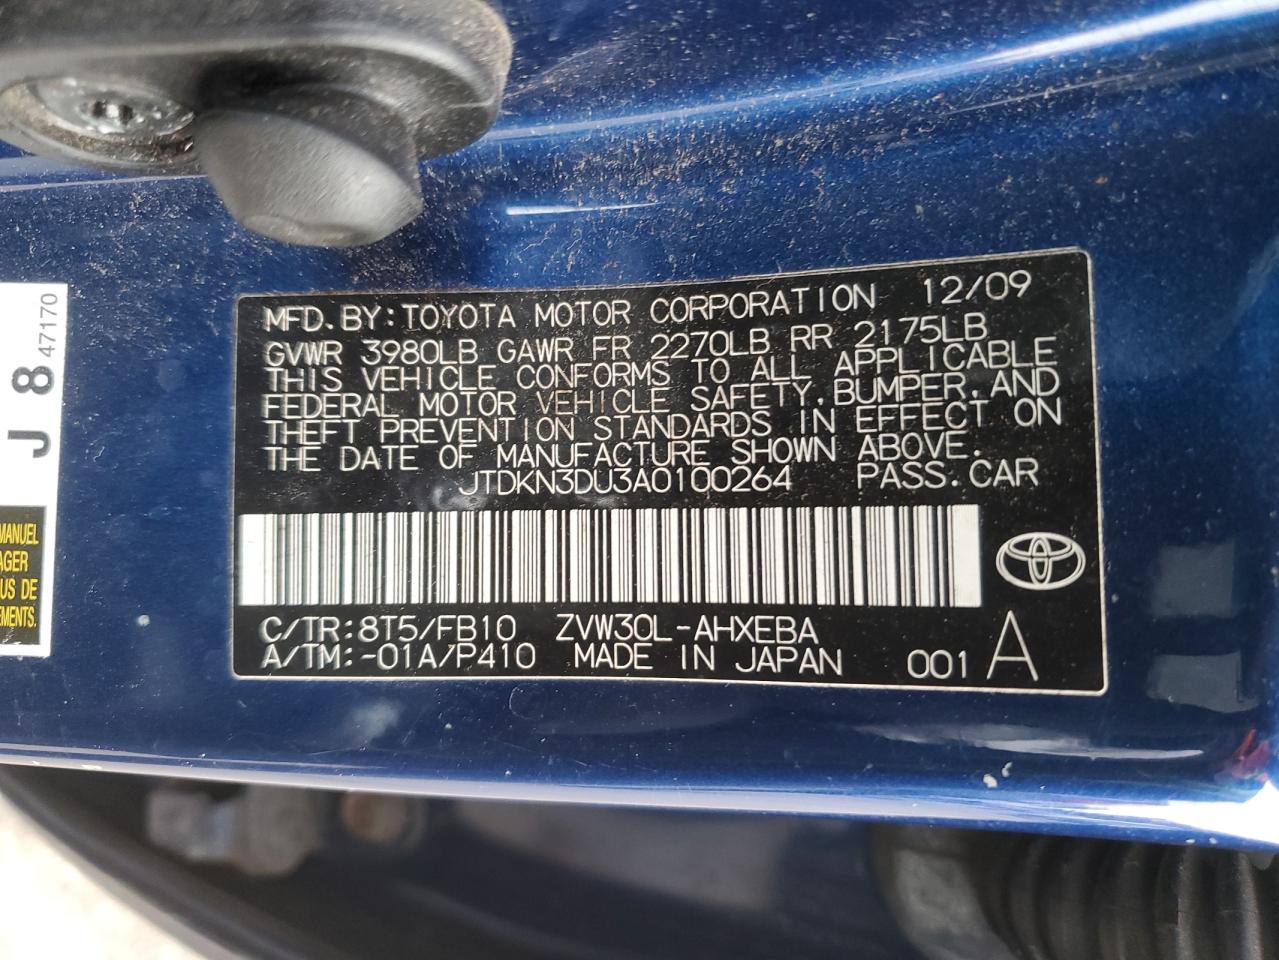 MFD.BY:TOYOTA MOTOR CORPORATION 12/09
GVWR 3980LB GAWR FR 2270LB RR 2175LB
THIS VEHICLE CONFORMS TO ALL APPLICABLE
FEDERAL MOTOR VEHICLE SAFETY,BUMPER,AND
THEFT PREVENTION STANDARDS IN EFFECT ON
THE DATE OF MANUFACTURE SHOWN ABOVE.
JTDKN3DU3A0100264 PASS.CAR
C/TR:8T5/FB10 ZVW30L-AHXEBA
A/TM:-01A/P410 MADE IN JAPAN 001 A
J 8 47170
MANUEL
AGER
US DE
EMENTS.